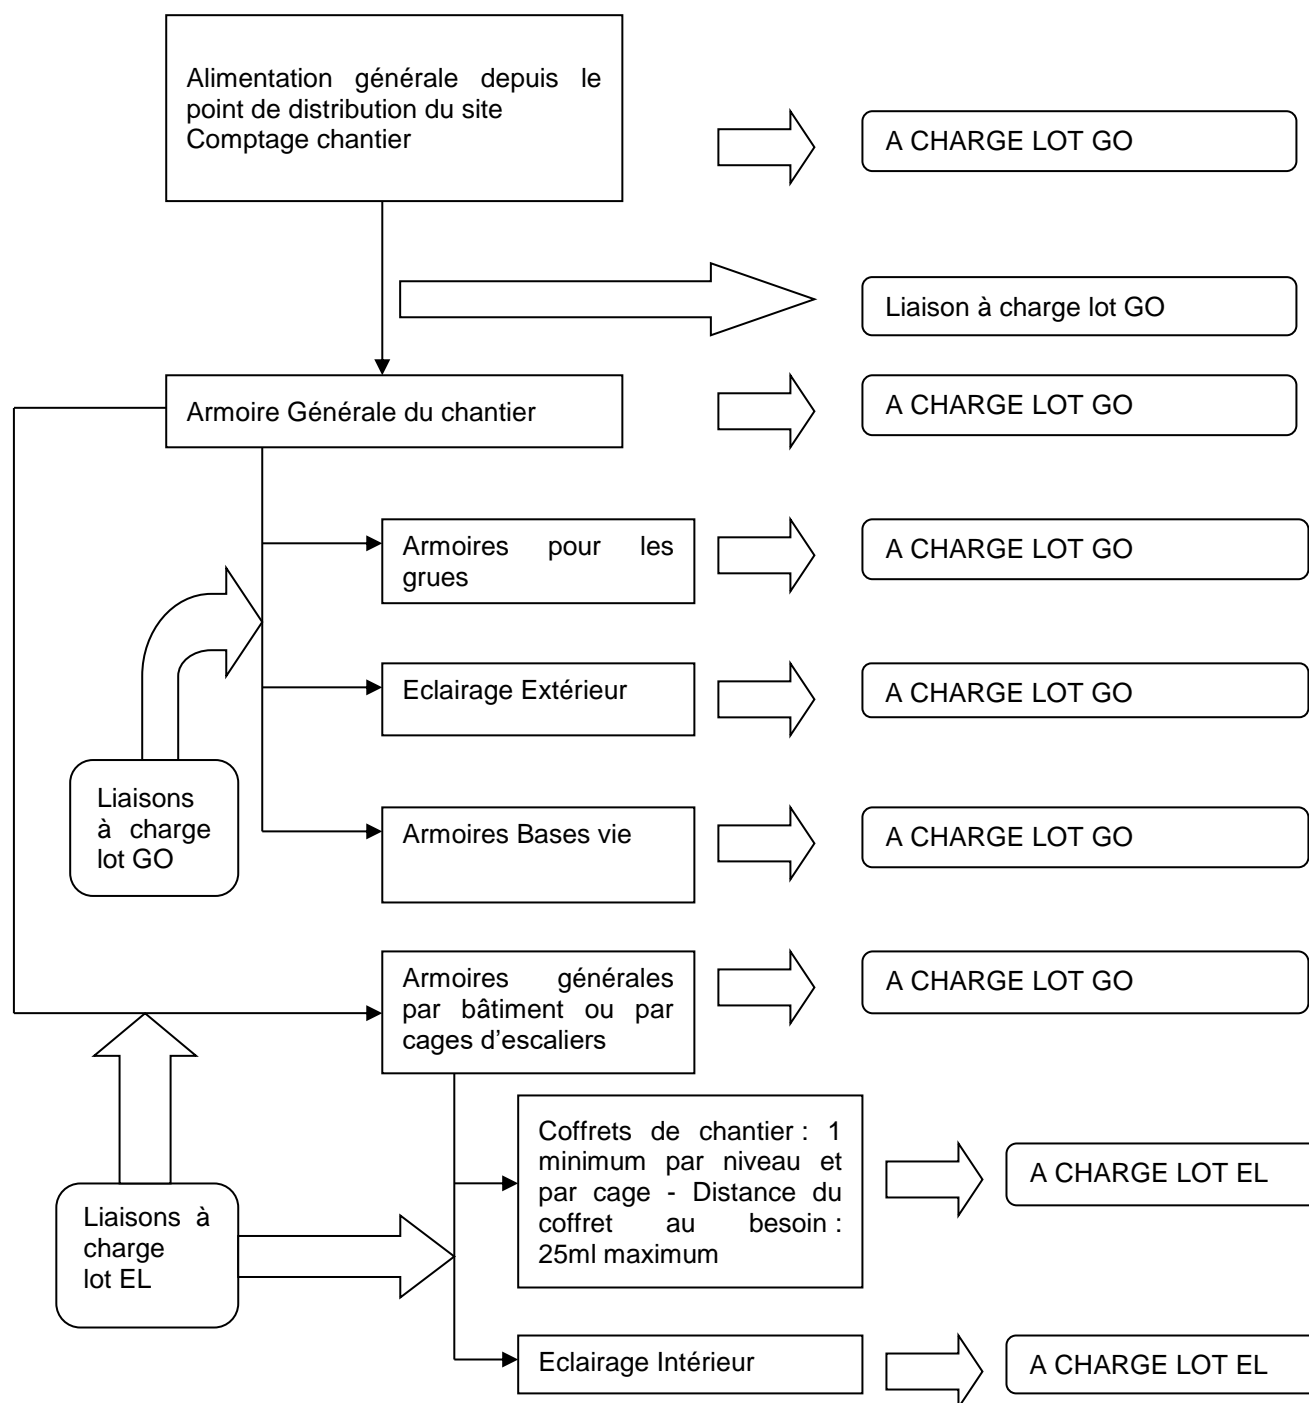 Alimentation générale depuis le
point de distribution du site
Comptage chantier
A CHARGE LOT GO
Liaison à charge lot GO
Armoire Générale du chantier
A CHARGE LOT GO
Armoires pour les
grues
A CHARGE LOT GO
Eclairage Extérieur
A CHARGE LOT GO
Liaisons
à charge
lot GO
Armoires Bases vie
A CHARGE LOT GO
Armoires générales
par bâtiment ou par
cages d’escaliers
A CHARGE LOT GO
Coffrets de chantier : 1
minimum par niveau et
par cage - Distance du
coffret au besoin :
25ml maximum
A CHARGE LOT EL
Liaisons à
charge
lot EL
Eclairage Intérieur
A CHARGE LOT EL